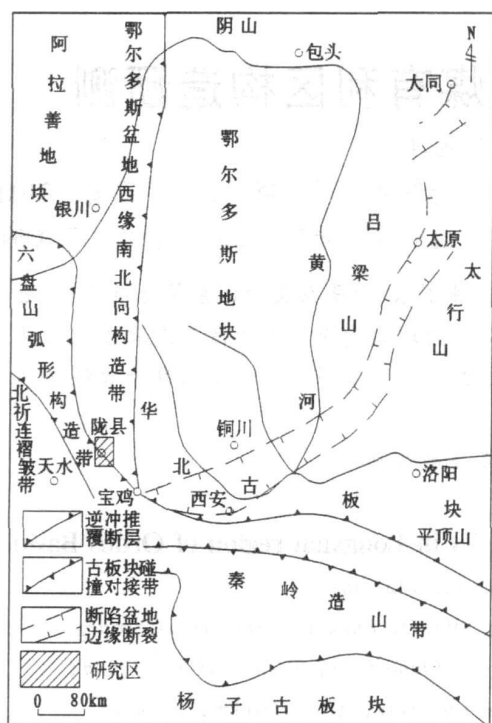 阴山
包头
N
大同
阿拉善地块
鄂尔多斯盆地西缘南北向构造带
鄂尔多斯地块
银川
黄河
吕梁山
太原
太行山
六盘山弧形构造带
北祁连褶皱带
陇县
天水
宝鸡
铜川
西安
洛阳
华北古板块
平顶山
秦岭造山带
杨子古板块
逆冲推
覆断层
古板块碰
撞对接带
断陷盆地
边缘断裂
研究区
0 80km